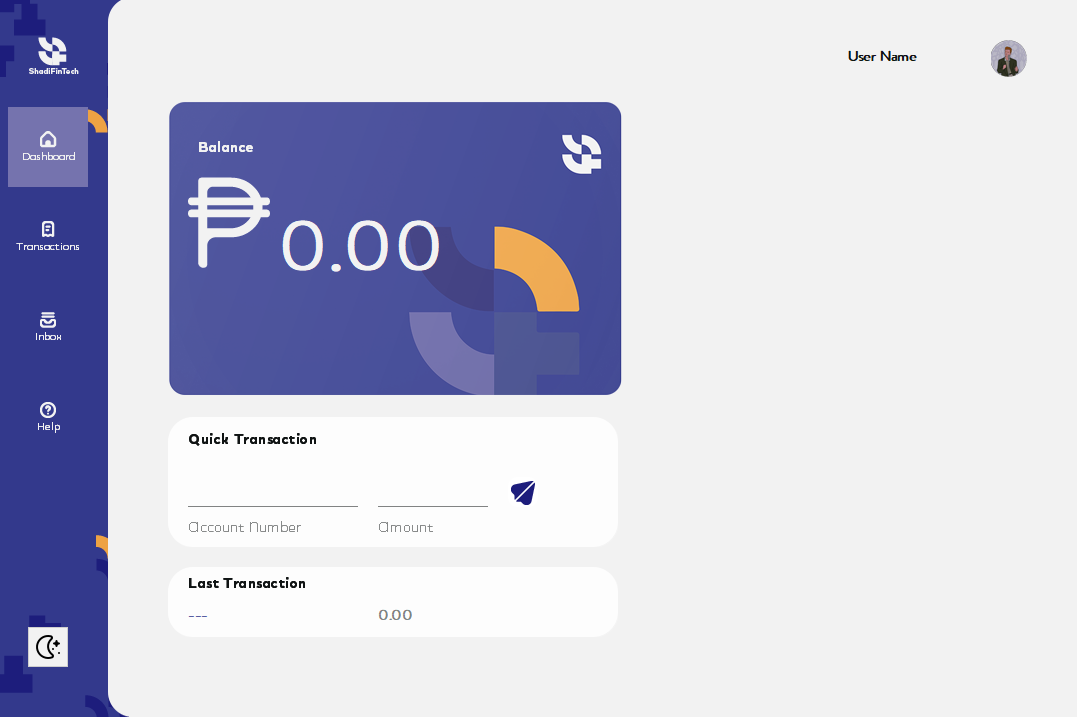 ShadiFinTech
Dashboard
Transactions
Inbox
Help
User Name
Balance
₱ 0.00
Quick Transaction
Account Number
Amount
Last Transaction
---
0.00